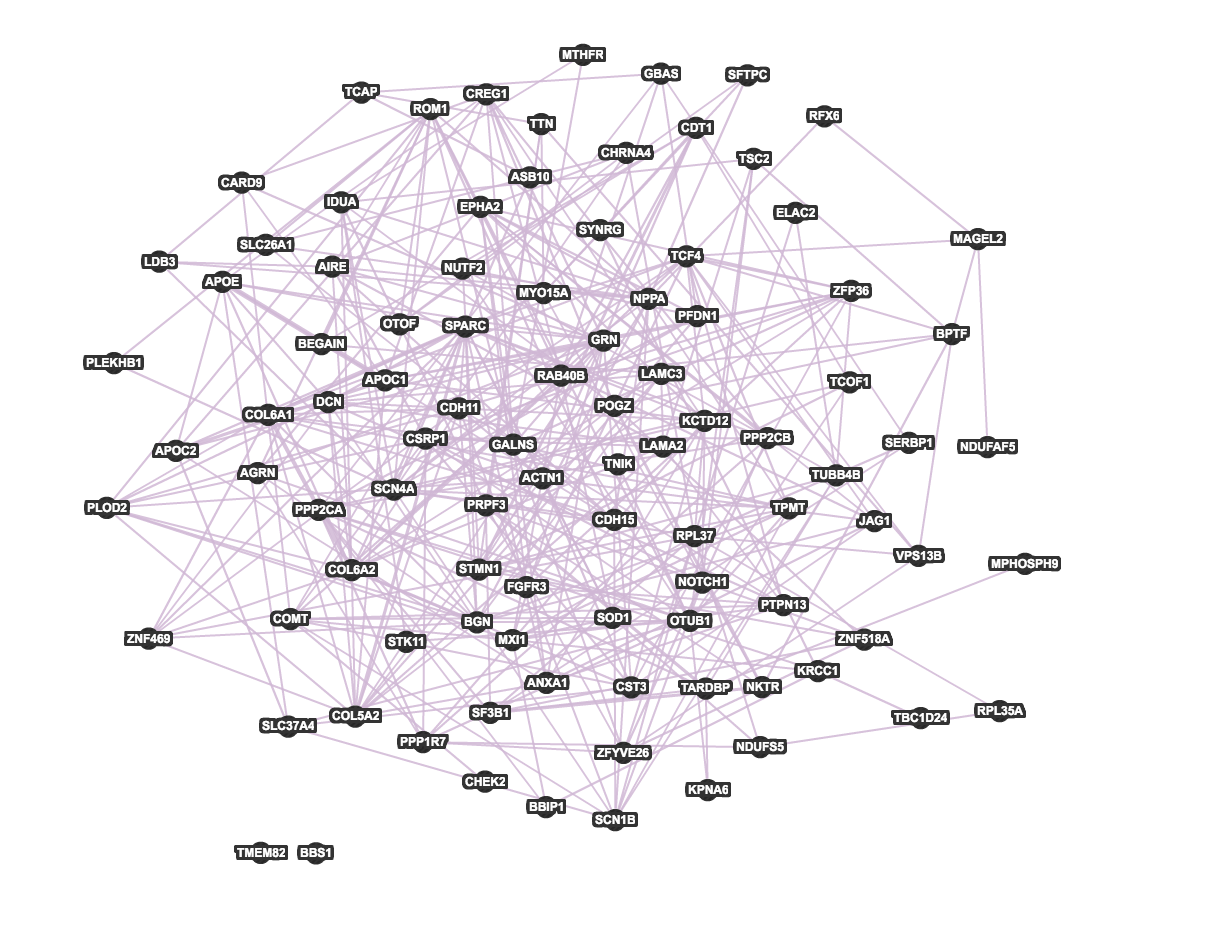 MTHFR
GBAS
SFTPC
TCAP
CREG1
ROM1
RFX6
TTN
CDT1
CHRNA4
TSC2
ASB10
CARD9
IDUA
EPHA2
ELAC2
SYNRG
MAGEL2
SLC26A1
TCF4
LDB3
AIRE
NUTF2
APOE
MYO15A
ZFP36
NPPA
PFDN1
OTOF
SPARC
BPTF
GRN
BEGAIN
PLEKHB1
LAMC3
RAB40B
APOC1
TCOF1
DCN
POGZ
CDH11
COL6A1
KCTD12
CSRP1
PPP2CB
SERBP1
GALNS
LAMA2
NDUFAF5
APOC2
TNIK
AGRN
TUBB4B
ACTN1
SCN4A
PRPF3
PLOD2
TPMT
PPP2CA
CDH15
JAG1
RPL37
VPS13B
MPHOSPH9
COL6A2
STMN1
NOTCH1
FGFR3
PTPN13
COMT
SOD1
OTUB1
BGN
ZNF469
MXI1
ZNF518A
STK11
KRCC1
ANXA1
CST3
TARDBP
NKTR
RPL35A
SF3B1
COL5A2
TBC1D24
SLC37A4
PPP1R7
NDUFS5
ZFYVE26
CHEK2
KPNA6
BBIP1
SCN1B
TMEM82
BBS1